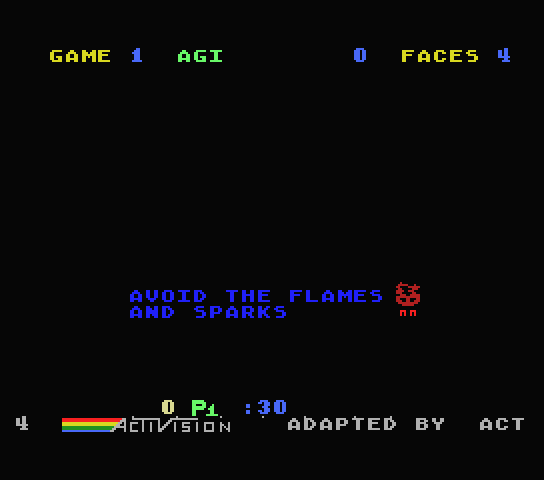 GAME 1 AGI 0 FACES 4
AVOID THE FLAMES
AND SPARKS
0 P1 :30
4 ACTIVISION ADAPTED BY ACT